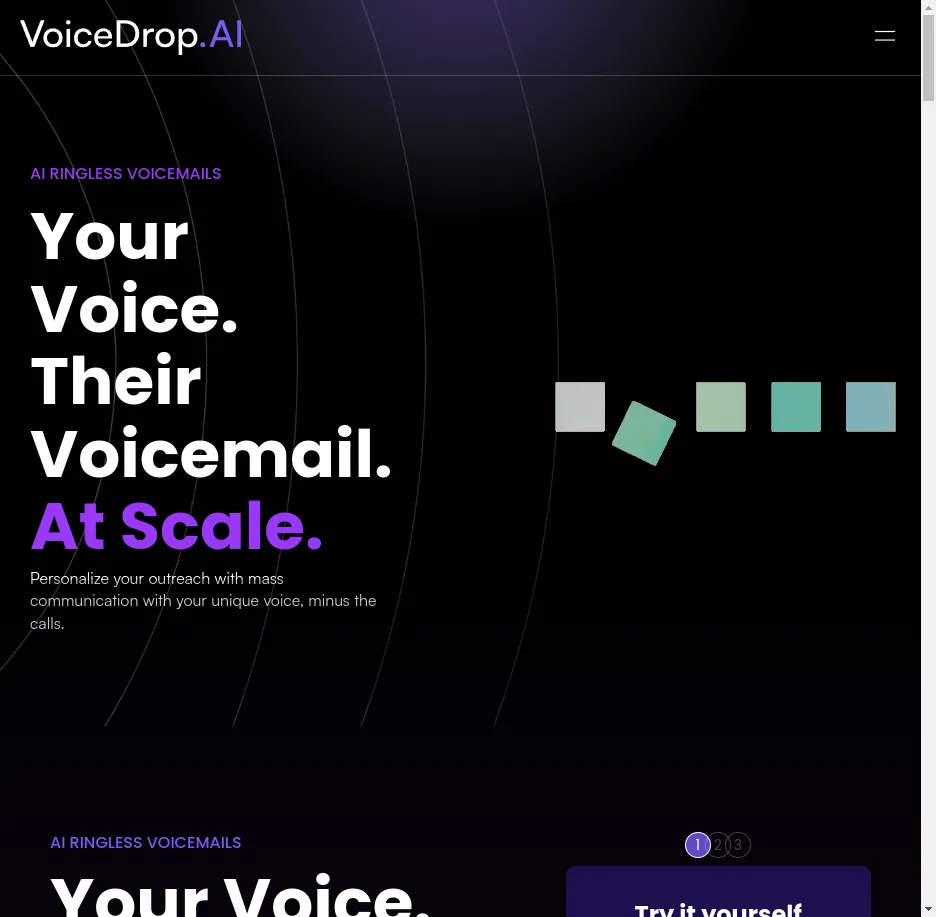 VoiceDrop.AI
AI RINGLESS VOICEMAILS
Your
Voice.
Their
Voicemail.
At Scale.
Personalize your outreach with mass
communication with your unique voice, minus the
calls.
AI RINGLESS VOICEMAILS
Your Voice.
1 2 3
Try it yourself